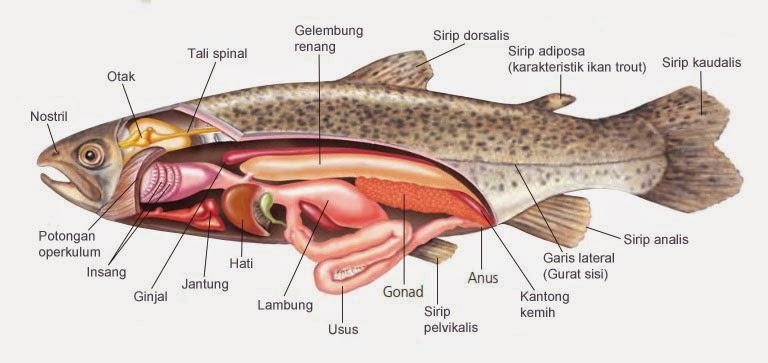 Gelembung
renang
Sirip dorsalis
Tali spinal
Sirip adiposa
(karakteristik ikan trout)
Sirip kaudalis
Otak
Nostril
Potongan
operkulum
Insang
Ginjal
Jantung
Hati
Lambung
Usus
Gonad
Sirip
pelvikalis
Anus
Kantong
kemih
Garis lateral
(Gurat sisi)
Sirip analis